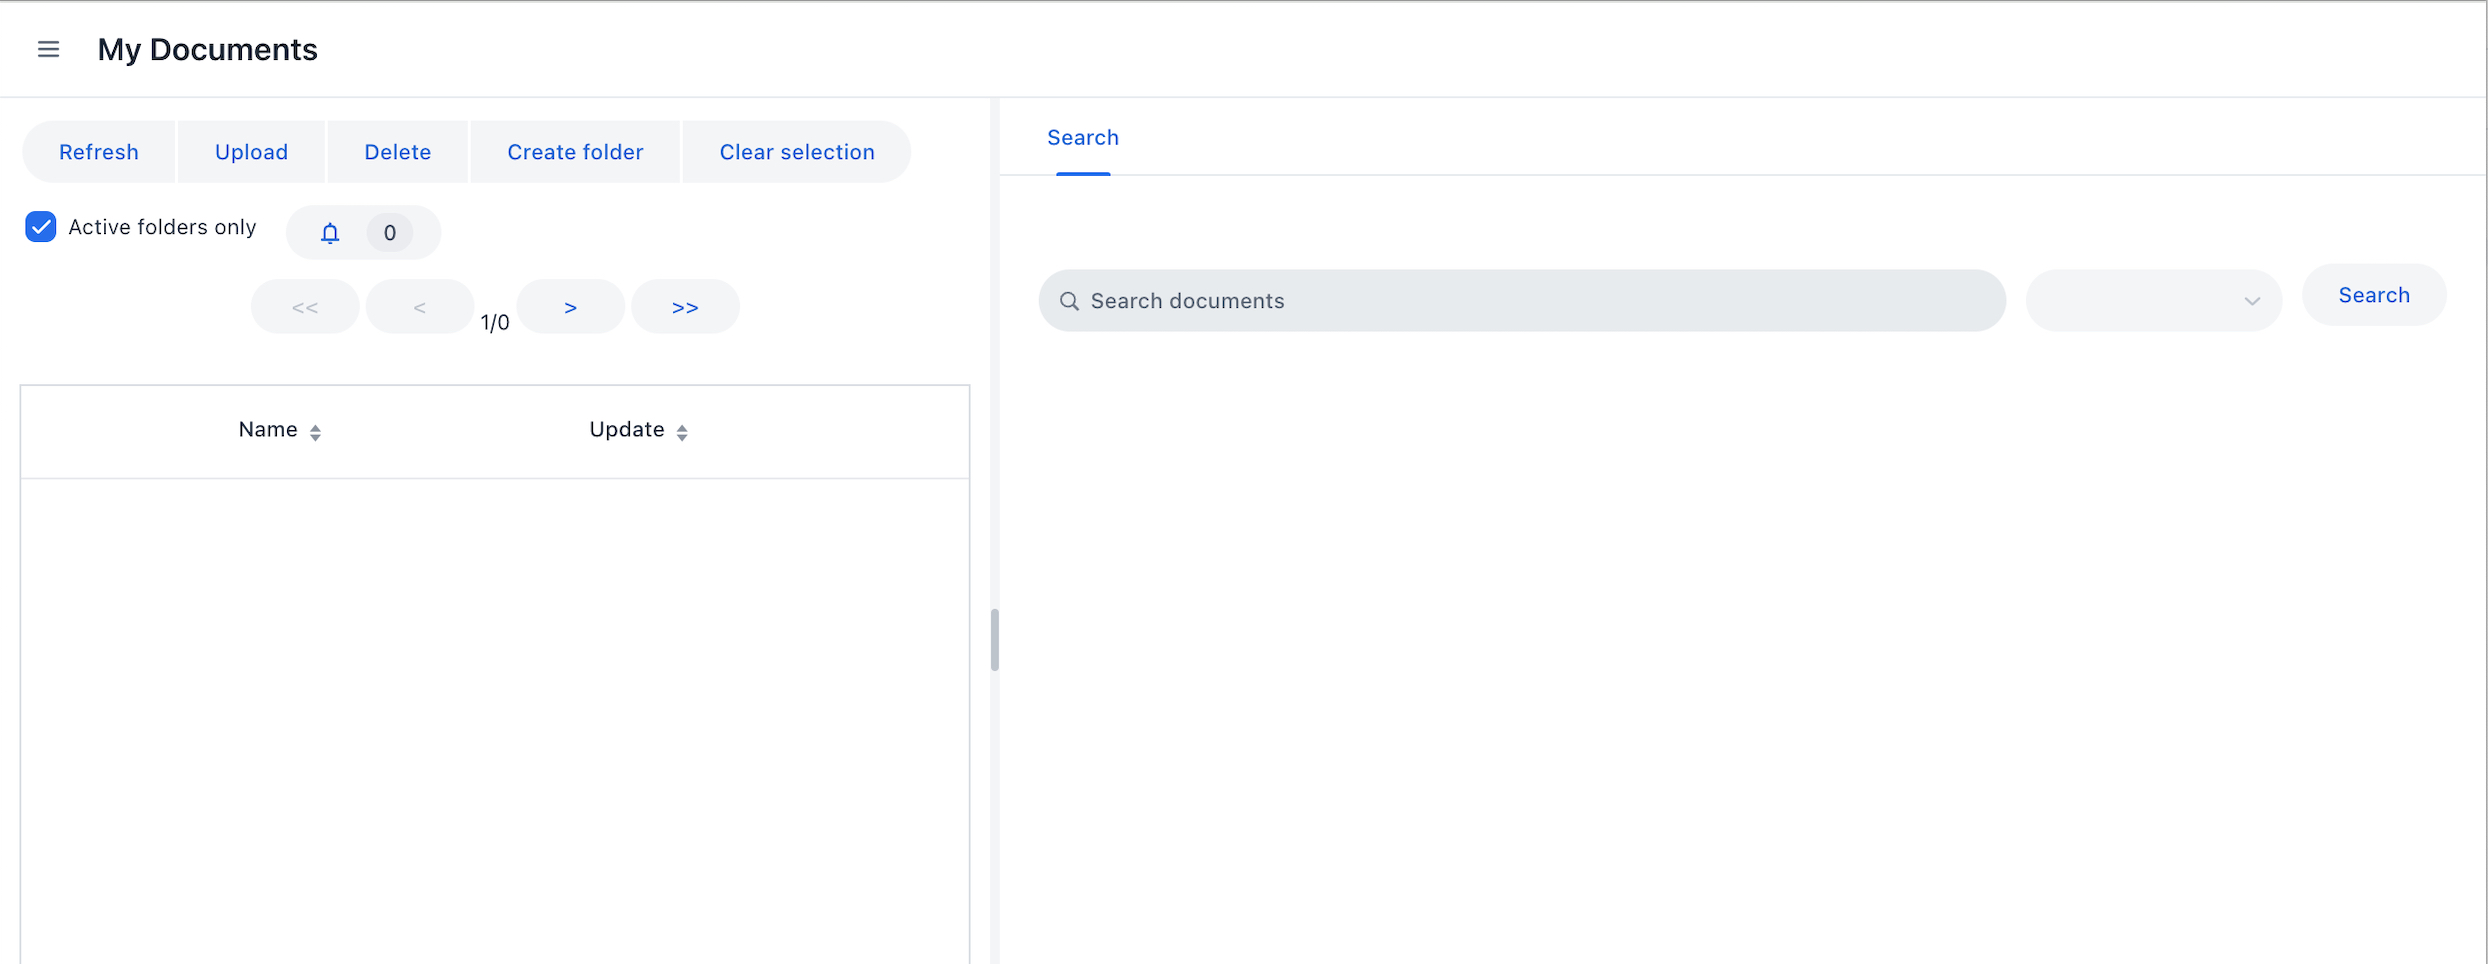 My Documents
Refresh Upload Delete Create folder Clear selection
Active folders only 0
<< < 1/0 > >>
Name Update
Search
Search documents Search